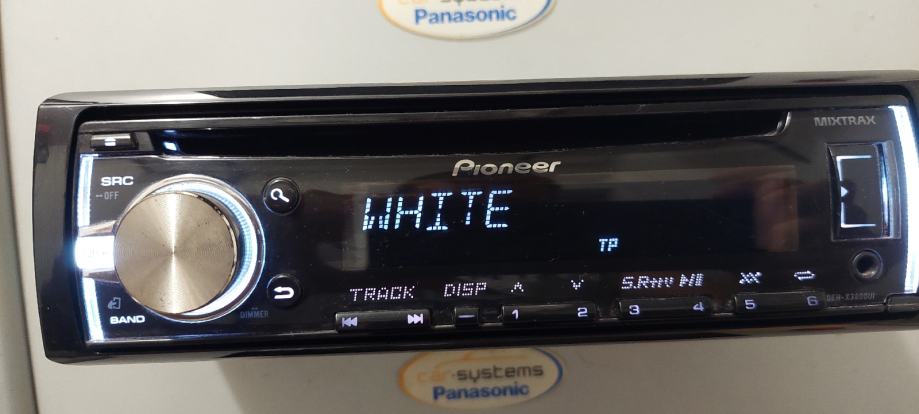 Panasonic
MIXTRAX
Pioneer
SRC
OFF
WHITE
TP
TRACK DISP
BAND
DIMMER
1 2 3 4 5 6
car-systems
Panasonic